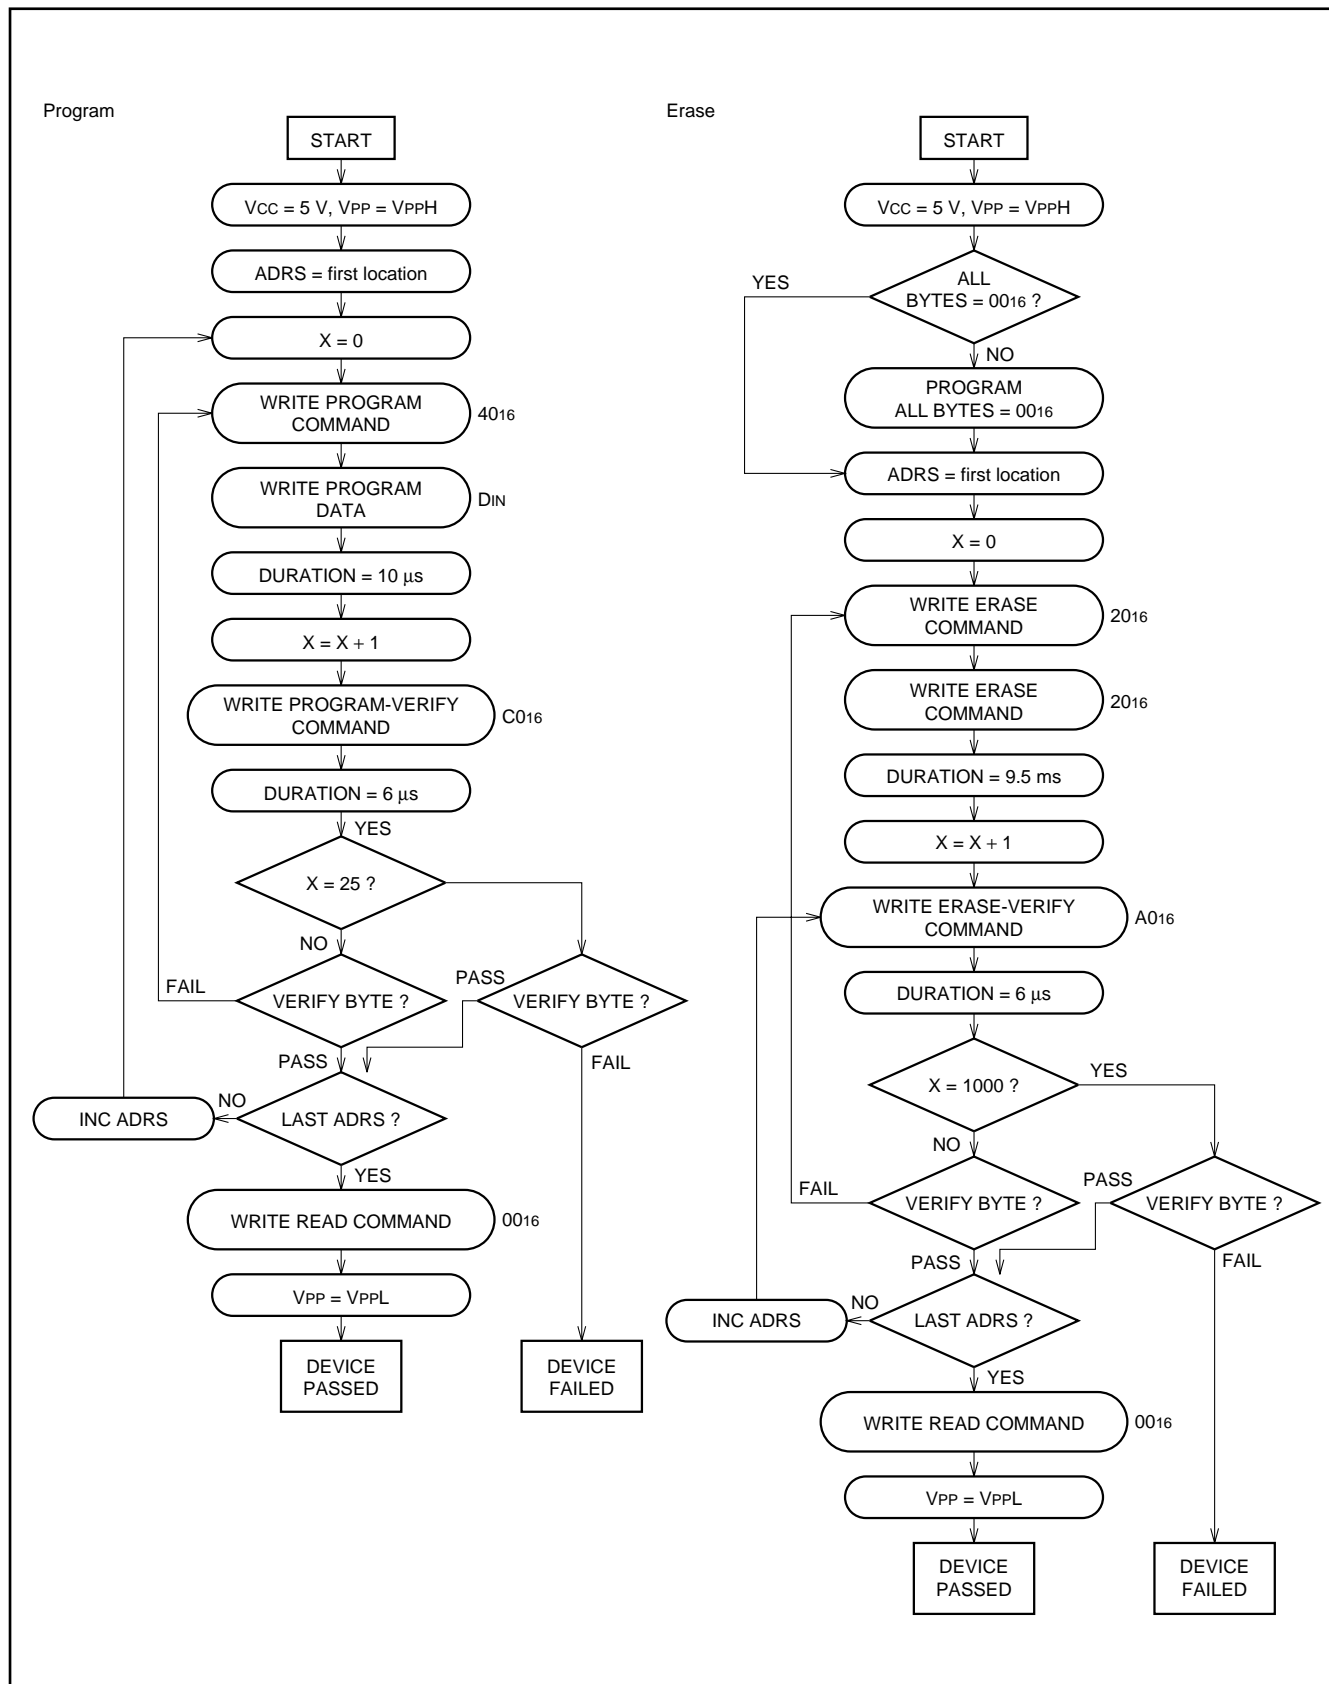 Program
START
VCC = 5 V, VPP = VPPH
ADRS = first location
X = 0
WRITE PROGRAM
COMMAND
4016
WRITE PROGRAM
DATA
DIN
DURATION = 10 µs
X = X + 1
WRITE PROGRAM-VERIFY
COMMAND
C016
DURATION = 6 µs
YES
X = 25 ?
NO
FAIL
VERIFY BYTE ?
PASS
VERIFY BYTE ?
PASS
FAIL
INC ADRS
NO
LAST ADRS ?
YES
WRITE READ COMMAND
0016
VPP = VPPL
DEVICE
PASSED
DEVICE
FAILED
Erase
START
VCC = 5 V, VPP = VPPH
YES
ALL
BYTES = 0016 ?
NO
PROGRAM
ALL BYTES = 0016
ADRS = first location
X = 0
WRITE ERASE
COMMAND
2016
WRITE ERASE
COMMAND
2016
DURATION = 9.5 ms
X = X + 1
WRITE ERASE-VERIFY
COMMAND
A016
DURATION = 6 µs
X = 1000 ?
YES
NO
FAIL
VERIFY BYTE ?
PASS
VERIFY BYTE ?
PASS
FAIL
INC ADRS
NO
LAST ADRS ?
YES
WRITE READ COMMAND
0016
VPP = VPPL
DEVICE
PASSED
DEVICE
FAILED